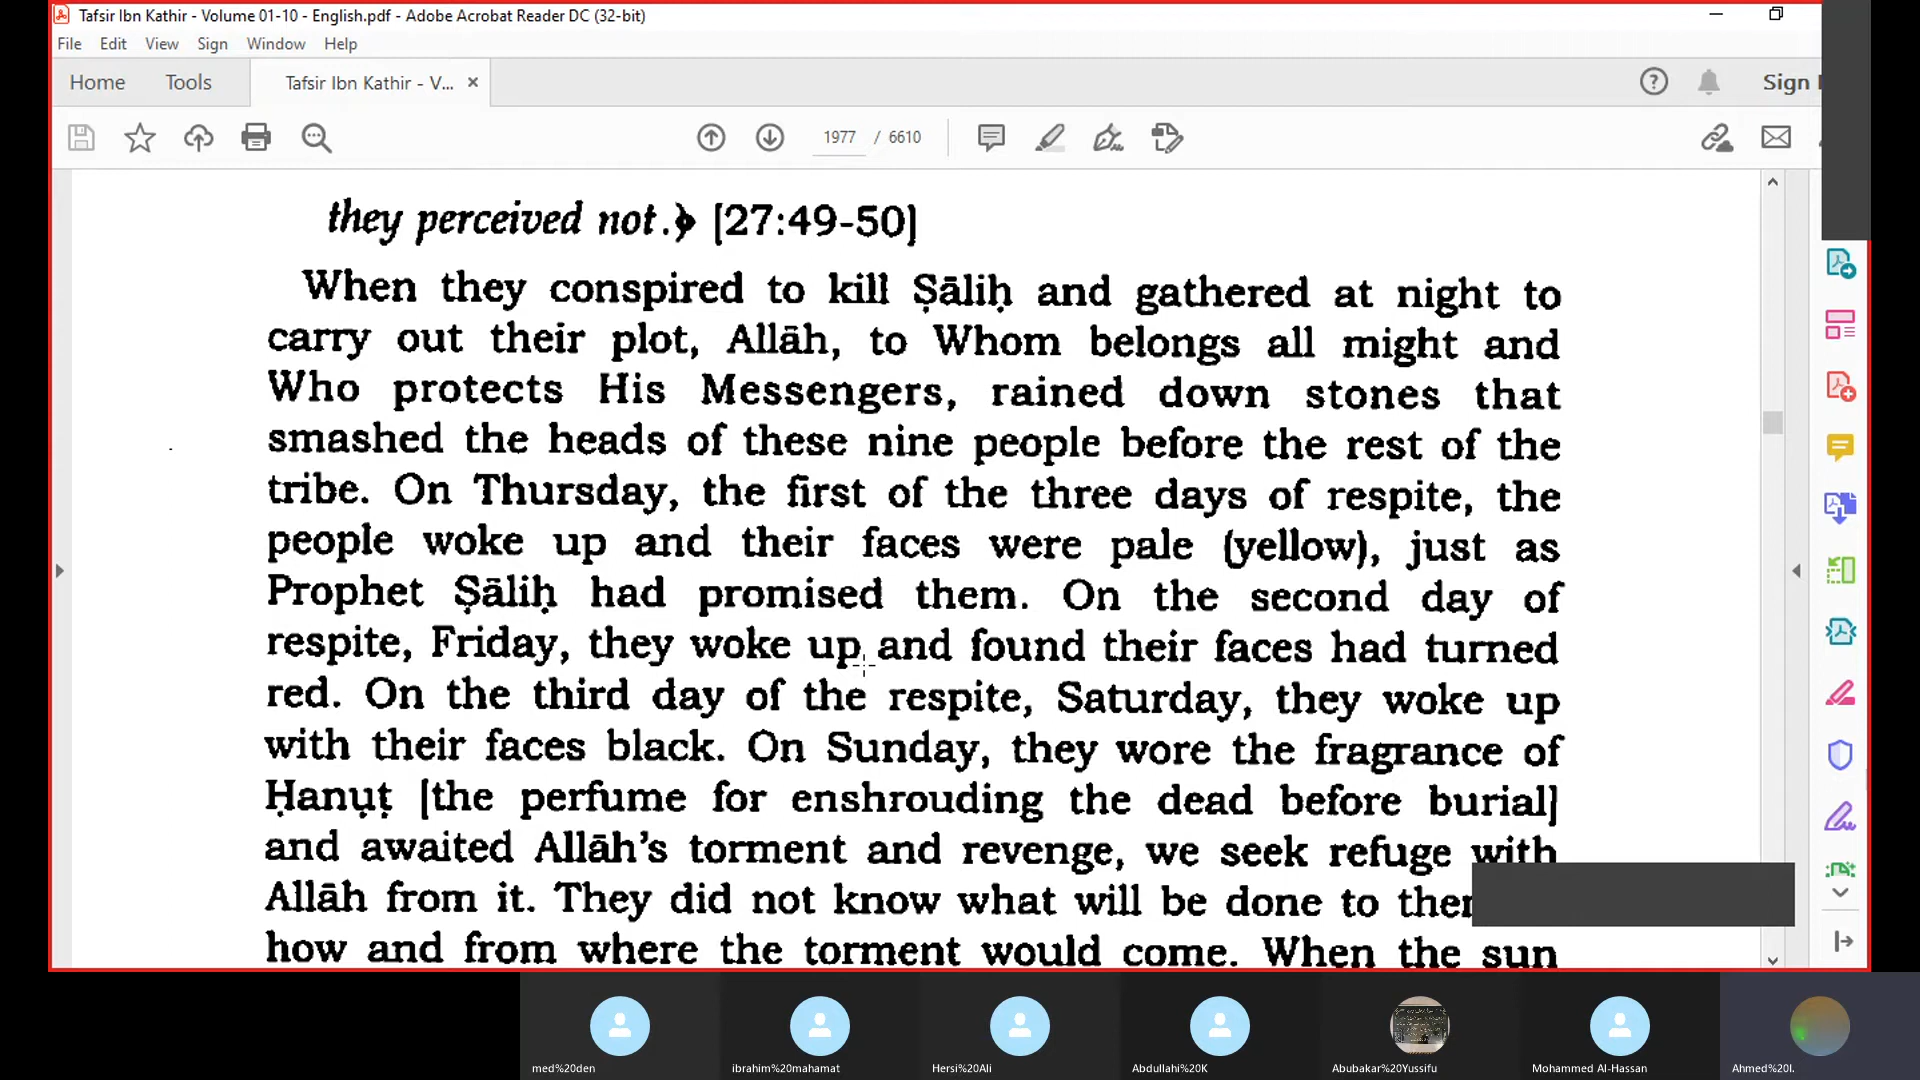 Tafsir Ibn Kathir - Volume 01-10 - English.pdf - Adobe Acrobat Reader DC (32-bit)
File Edit View Sign Window Help
Home Tools Tafsir Ibn Kathir - V... × Sign
1977 / 6610
they perceived not.﴾ [27:49-50]
When they conspired to kill Ṣāliḥ and gathered at night to
carry out their plot, Allāh, to Whom belongs all might and
Who protects His Messengers, rained down stones that
smashed the heads of these nine people before the rest of the
tribe. On Thursday, the first of the three days of respite, the
people woke up and their faces were pale (yellow), just as
Prophet Ṣāliḥ had promised them. On the second day of
respite, Friday, they woke up and found their faces had turned
red. On the third day of the respite, Saturday, they woke up
with their faces black. On Sunday, they wore the fragrance of
Ḥanụṭ [the perfume for enshrouding the dead before burial]
and awaited Allāh's torment and revenge, we seek refuge with
Allāh from it. They did not know what will be done to
how and from where the torment would come. When the sun
med%20den ibrahim%20mahamat Hersi%20Ali Abdullahi%20K Abubakar%20Yussifu Mohammed Al-Hassan Ahmed%20I.